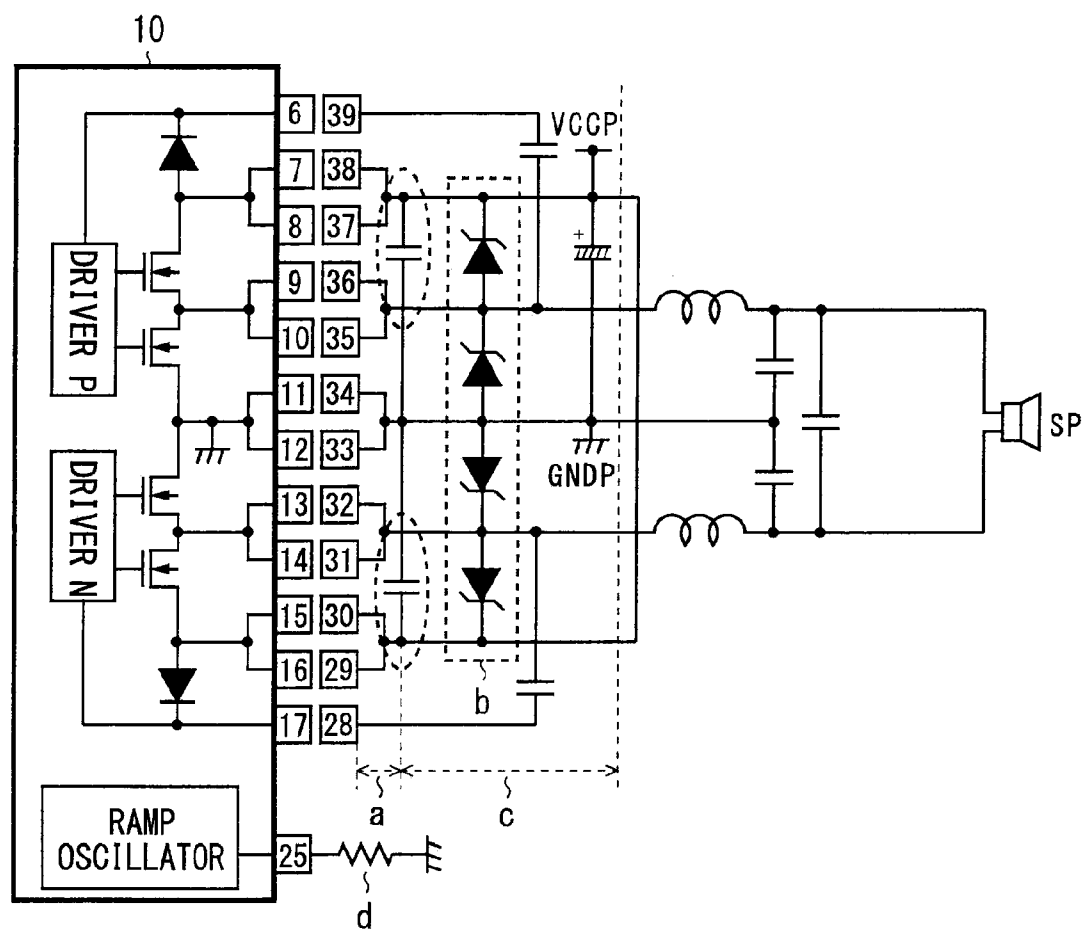 10
6 39
VCCP
7 38
8 37
DRIVER P
9 36
10 35
11 34
12 33
GNDP
SP
DRIVER N
13 32
14 31
15 30
16 29
b
17 28
a
c
RAMP
OSCILLATOR
25
d
+